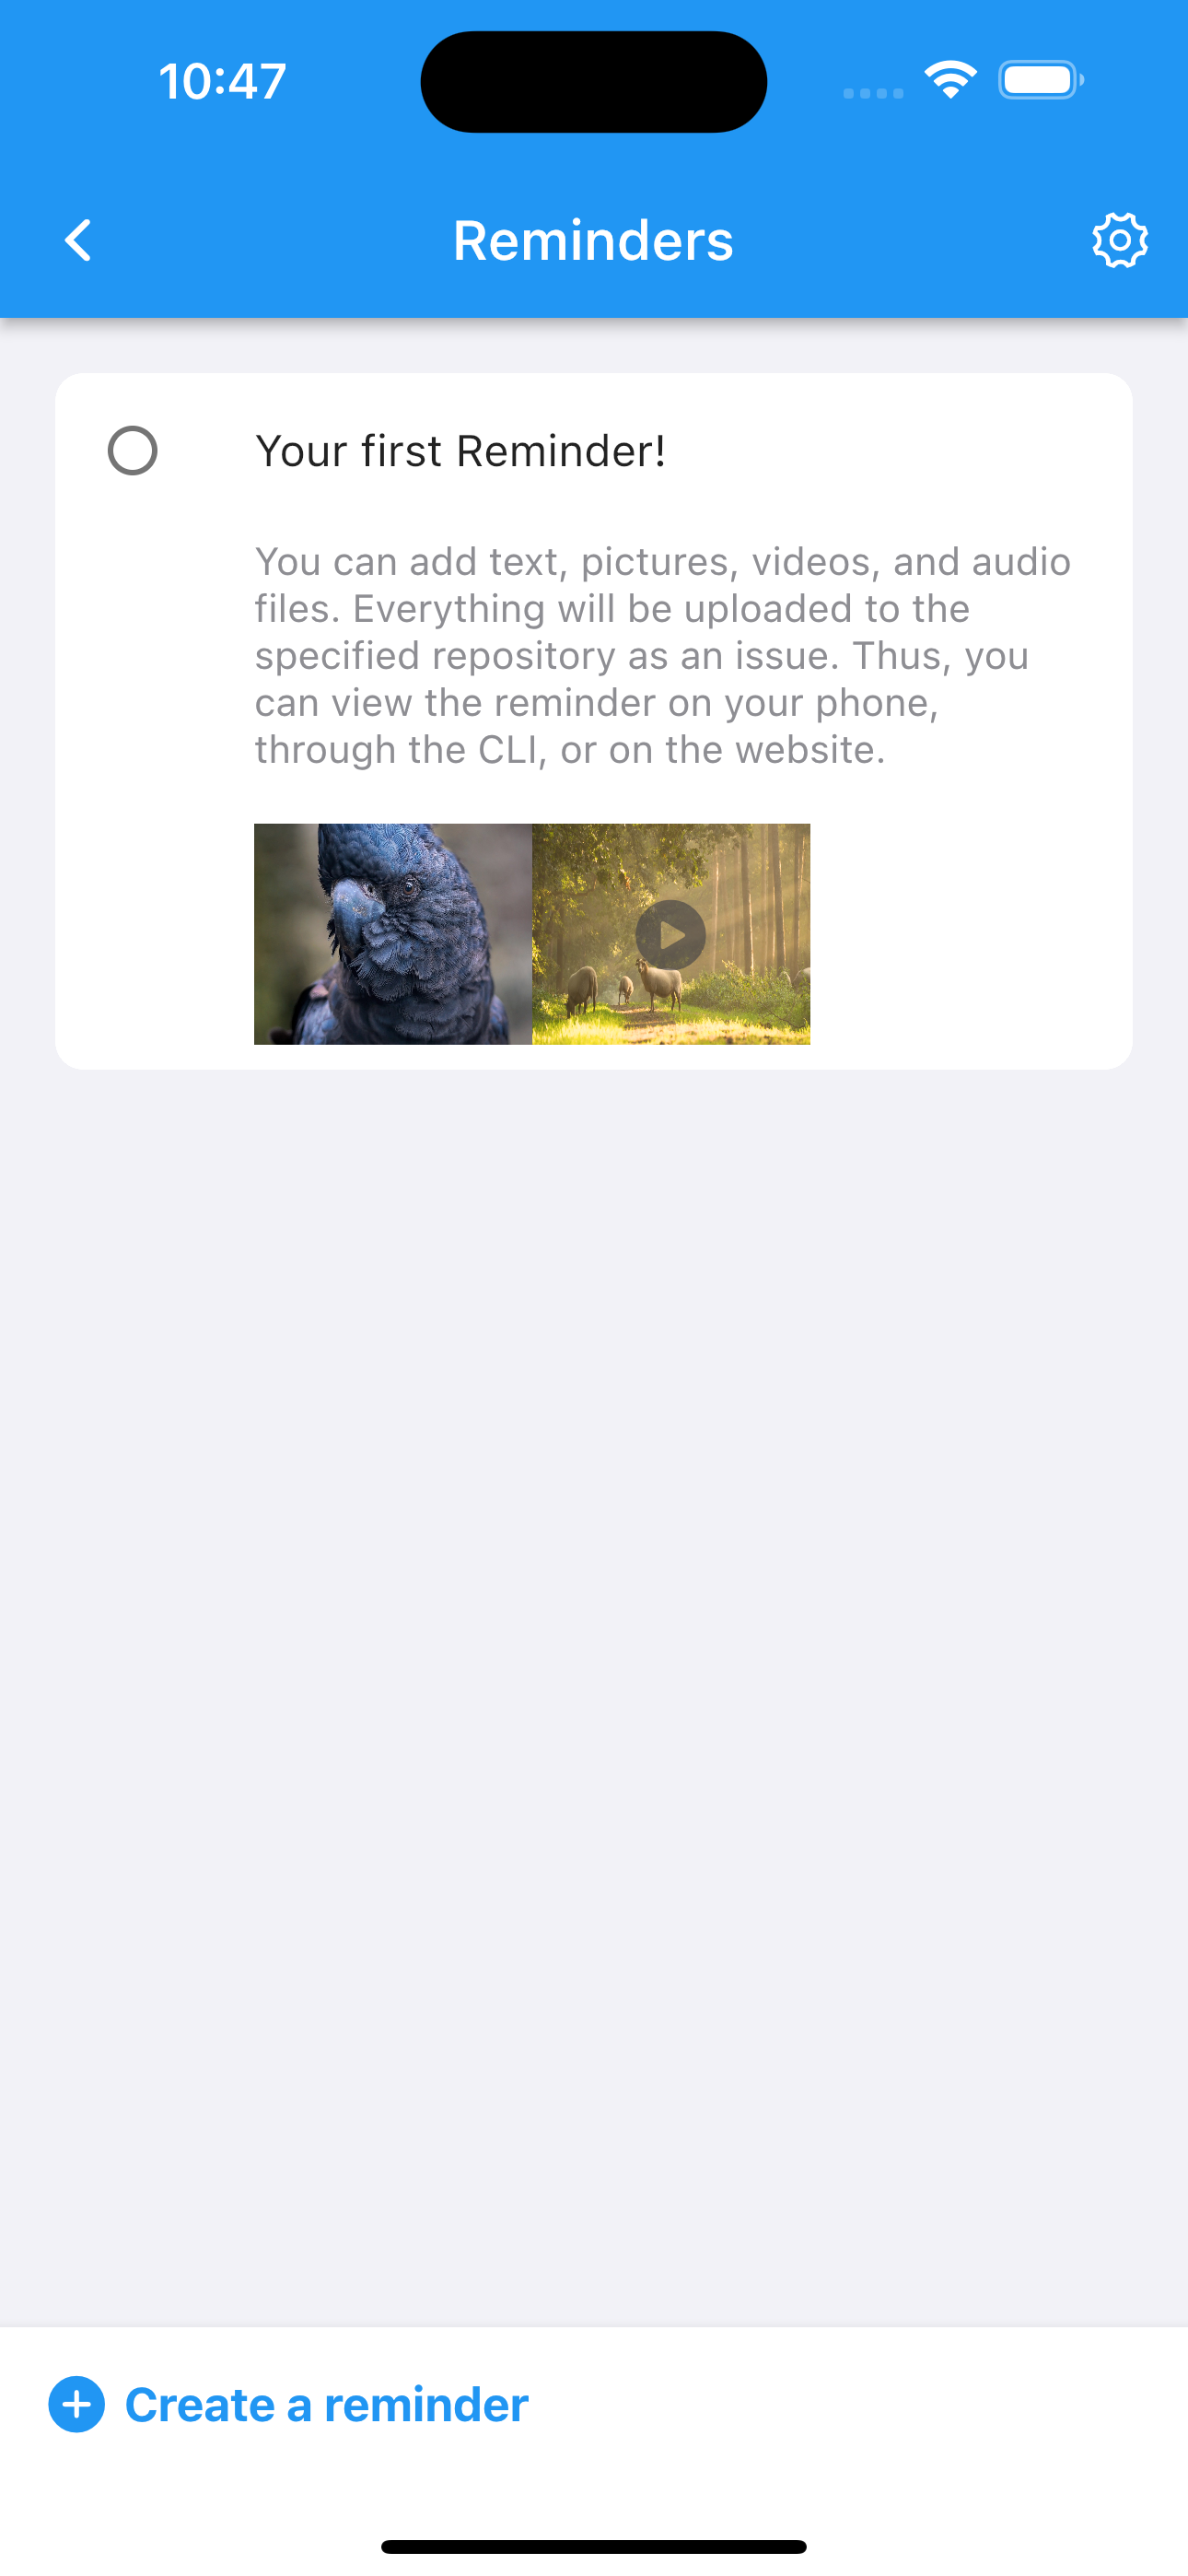 10:47
Reminders
Your first Reminder!
You can add text, pictures, videos, and audio
files. Everything will be uploaded to the
specified repository as an issue. Thus, you
can view the reminder on your phone,
through the CLI, or on the website.
Create a reminder